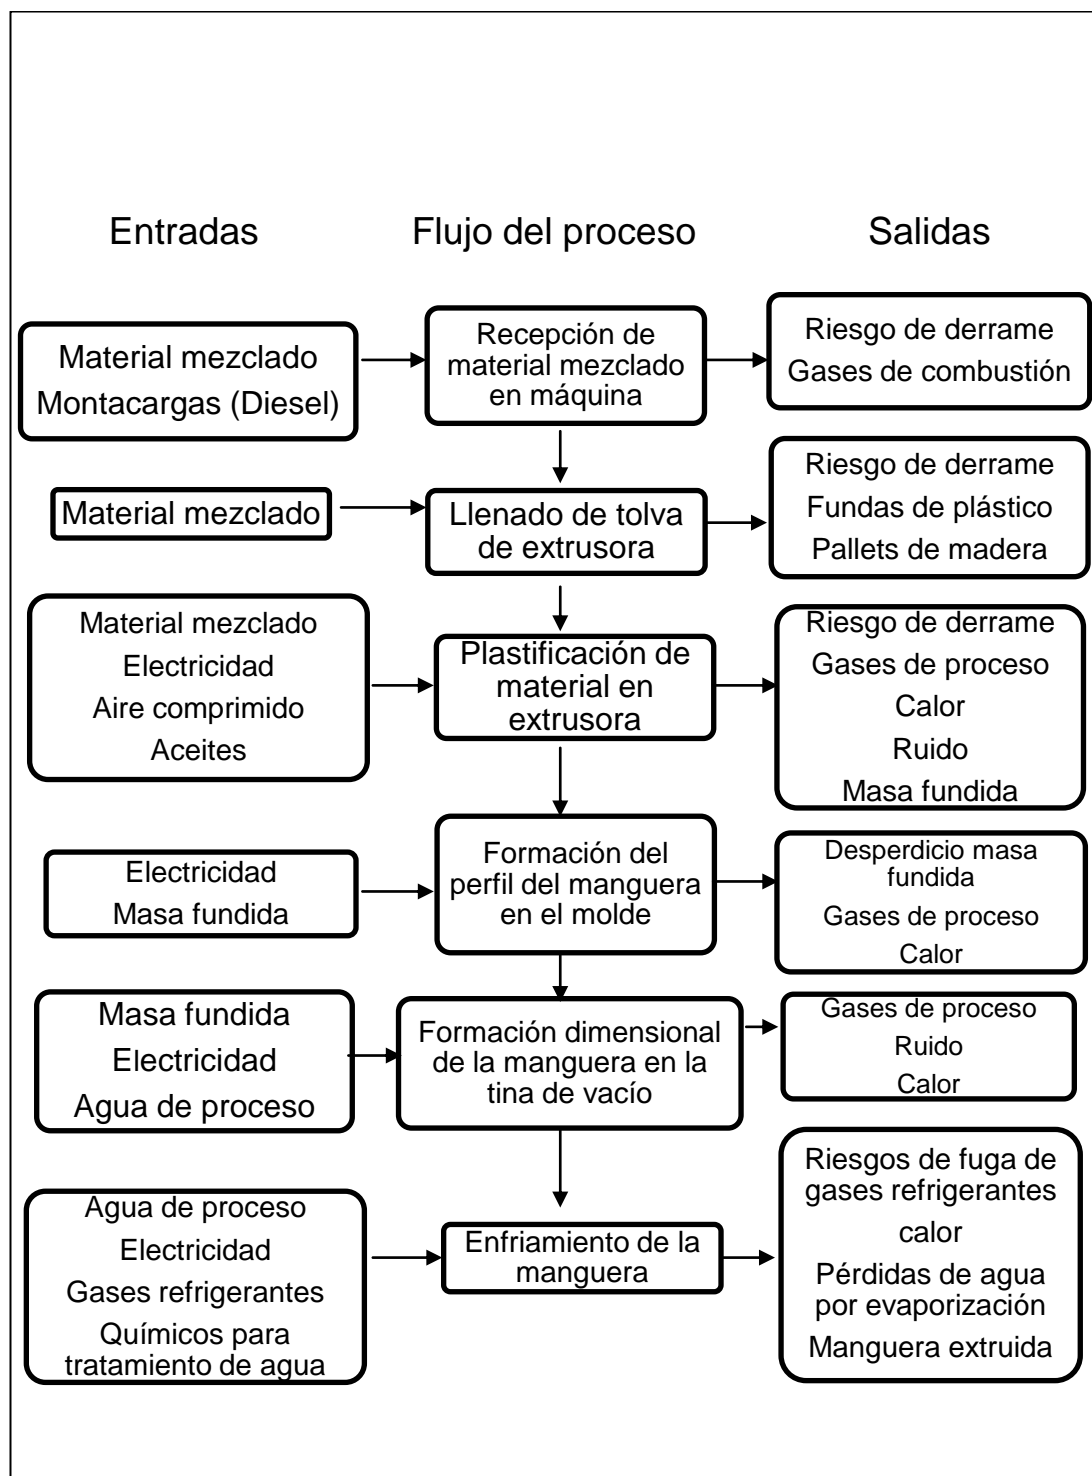 Entradas
Flujo del proceso
Salidas
Material mezclado
Montacargas (Diesel)
Recepción de
material mezclado
en máquina
Riesgo de derrame
Gases de combustión
Material mezclado
Llenado de tolva
de extrusora
Riesgo de derrame
Fundas de plástico
Pallets de madera
Material mezclado
Electricidad
Aire comprimido
Aceites
Plastificación de
material en
extrusora
Riesgo de derrame
Gases de proceso
Calor
Ruido
Masa fundida
Electricidad
Masa fundida
Formación del
perfil del manguera
en el molde
Desperdicio masa
fundida
Gases de proceso
Calor
Masa fundida
Electricidad
Agua de proceso
Formación dimensional
de la manguera en la
tina de vacío
Gases de proceso
Ruido
Calor
Agua de proceso
Electricidad
Gases refrigerantes
Químicos para
tratamiento de agua
Enfriamiento de la
manguera
Riesgos de fuga de
gases refrigerantes
calor
Pérdidas de agua
por evaporización
Manguera extruida